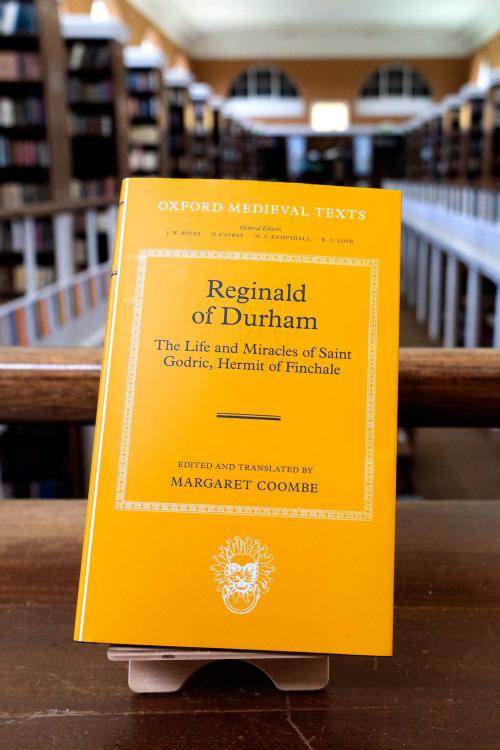 OXFORD MEDIEVAL TEXTS
General Editors
J. W. BINNS D. d'AVRAY M. S. KEMPSHALL R. C. LOVE
Reginald
of Durham
The Life and Miracles of Saint
Godric, Hermit of Finchale
EDITED AND TRANSLATED BY
MARGARET COOMBE